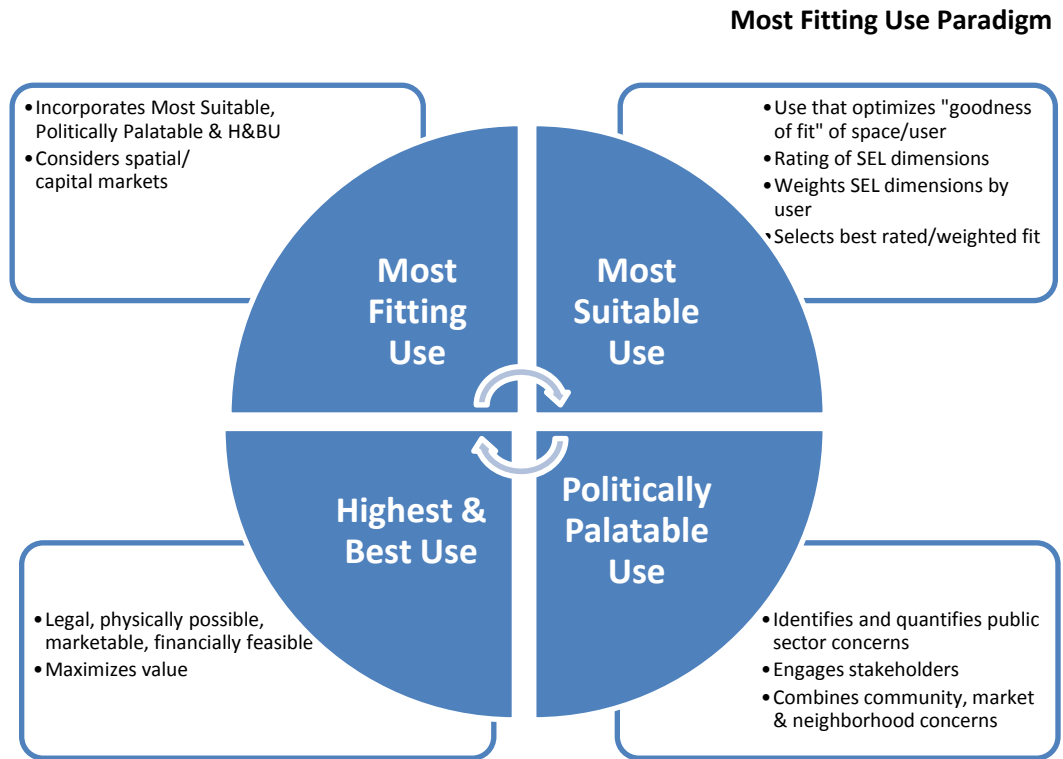 Most Fitting Use Paradigm
•Incorporates Most Suitable,
Politically Palatable & H&BU
•Considers spatial/
capital markets
•Use that optimizes "goodness
of fit" of space/user
•Rating of SEL dimensions
•Weights SEL dimensions by
user
•Selects best rated/weighted fit
Most
Fitting
Use
Most
Suitable
Use
Highest &
Best Use
Politically
Palatable
Use
•Legal, physically possible,
marketable, financially feasible
•Maximizes value
•Identifies and quantifies public
sector concerns
•Engages stakeholders
•Combines community, market
& neighborhood concerns